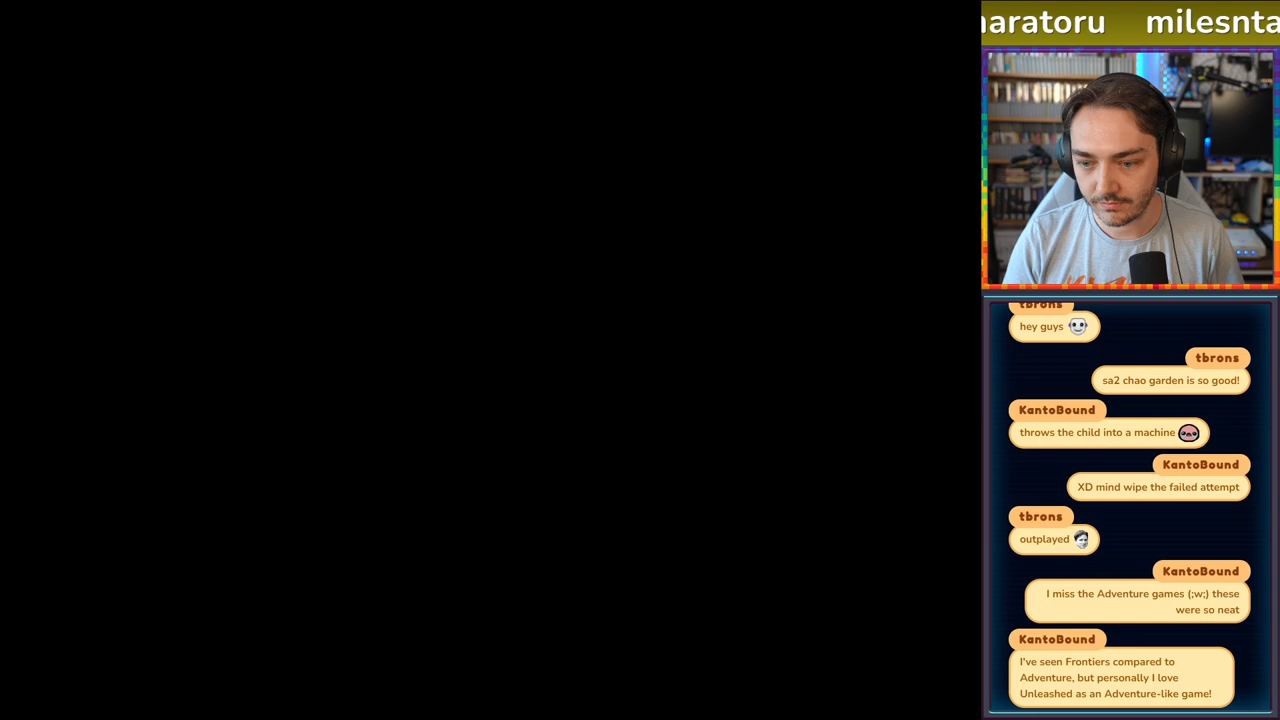 aratoru milesnta
tbrons
hey guys
tbrons
sa2 chao garden is so good!
KantoBound
throws the child into a machine
KantoBound
XD mind wipe the failed attempt
tbrons
outplayed
KantoBound
I miss the Adventure games (;w;) these
were so neat
KantoBound
I've seen Frontiers compared to
Adventure, but personally I love
Unleashed as an Adventure-like game!